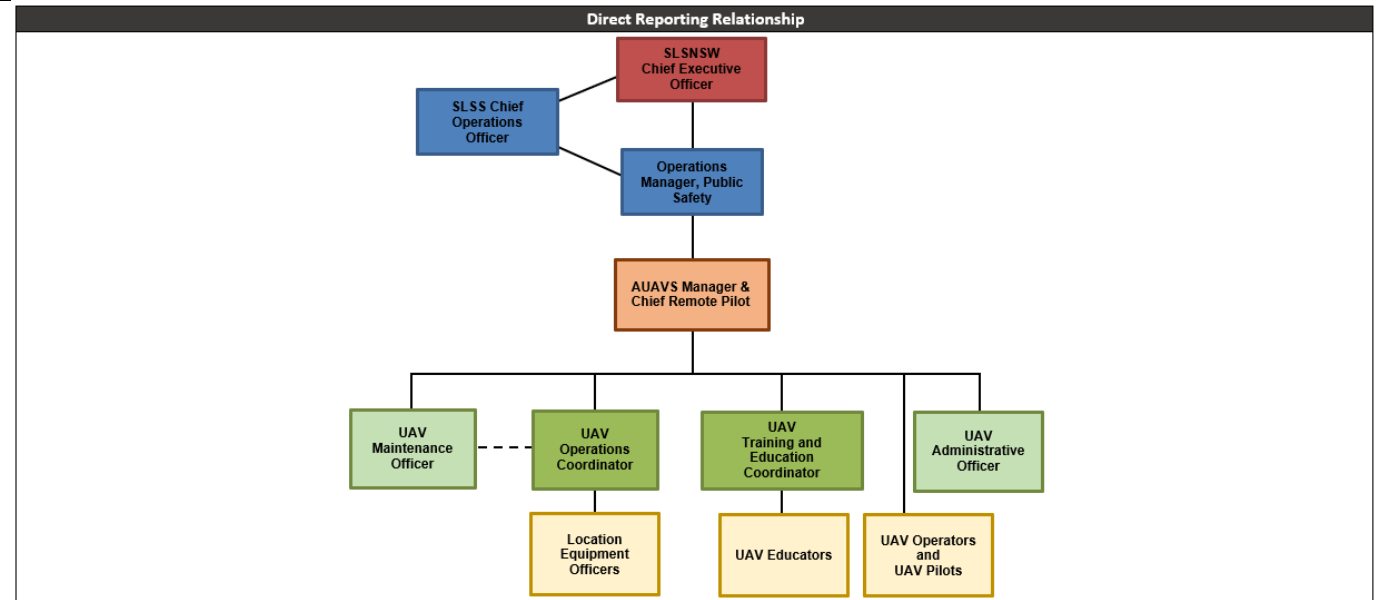 Direct Reporting Relationship
SLSNSW
Chief Executive
Officer
SLSS Chief
Operations
Officer
Operations
Manager, Public
Safety
AUAVS Manager &
Chief Remote Pilot
UAV
Maintenance
Officer
UAV
Operations
Coordinator
UAV
Training and
Education
Coordinator
UAV
Administrative
Officer
Location
Equipment
Officers
UAV Educators
UAV Operators
and
UAV Pilots